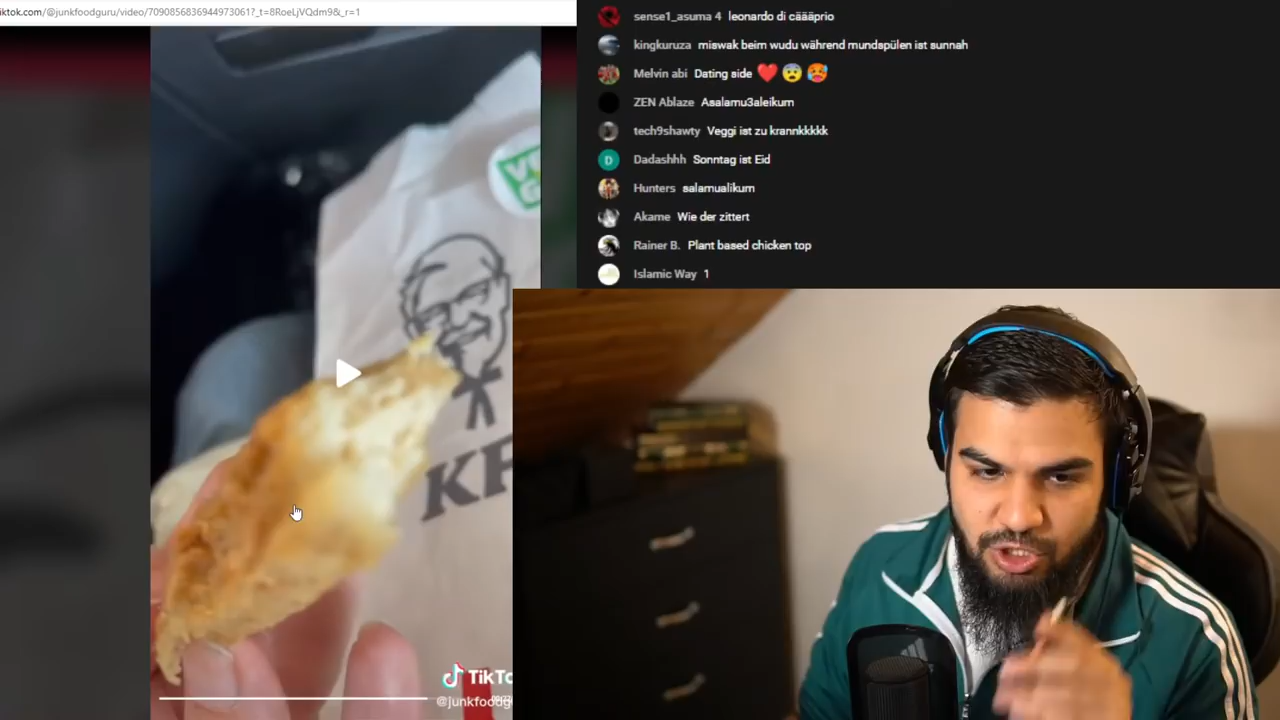 iktok.com/@junkfoodguru/video/7090856836944973061?_t=8RoeLjVQdm9&_r=1
sense1_asuma 4 leonardo di cäääprio
kingkuruza miswak beim wudu während mundspülen ist sunnah
Melvin abi Dating side ❤️ 😨 🥵
ZEN Ablaze Asalamu3aleikum
tech9shawty Veggi ist zu krannkkkkk
D Dadashhh Sonntag ist Eid
Hunters salamualikum
Akame Wie der zittert
Rainer B. Plant based chicken top
Islamic Way 1
KF
TikTo
@junkfoodg